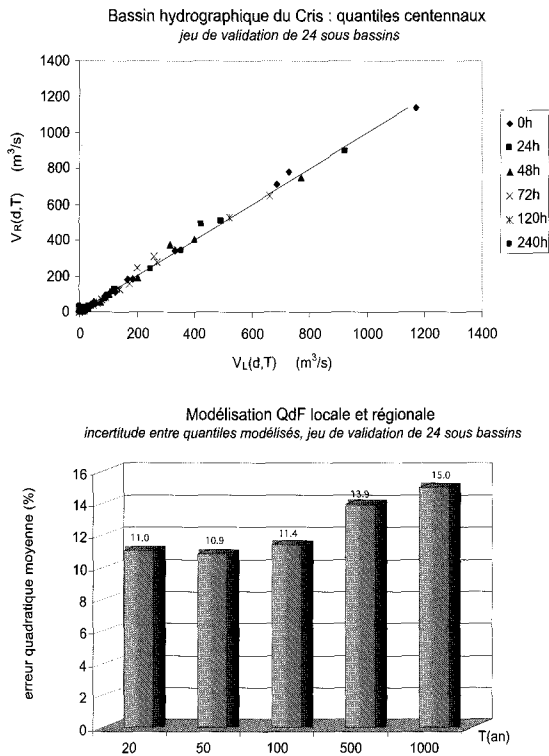 Bassin hydrographique du Cris : quantiles centennaux
jeu de validation de 24 sous bassins
1400
1200
1000
800
600
400
200
0
V_R(d,T) (m³/s)
0 200 400 600 800 1000 1200 1400
V_L(d,T) (m³/s)
0h
24h
48h
72h
120h
240h
Modélisation QdF locale et régionale
incertitude entre quantiles modélisés, jeu de validation de 24 sous bassins
erreur quadratique moyenne (%)
16
14
12
10
8
6
4
2
0
11.0
10.9
11.4
13.9
15.0
20 50 100 500 1000
T(an)